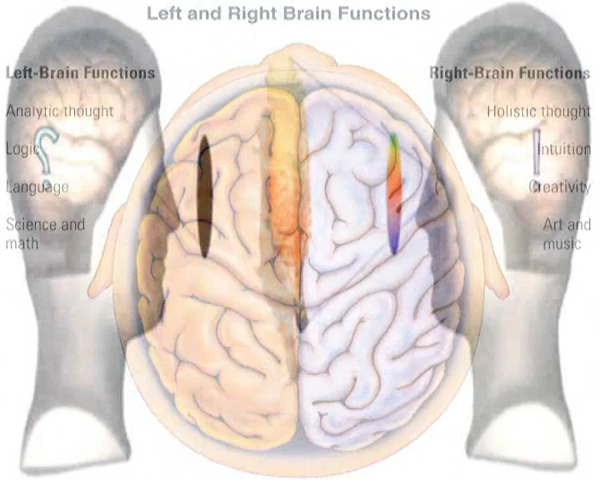 Left and Right Brain Functions
Left-Brain Functions
Analytic thought
Logic
Language
Science and
math
Right-Brain Functions
Holistic thought
Intuition
Creativity
Art and
music